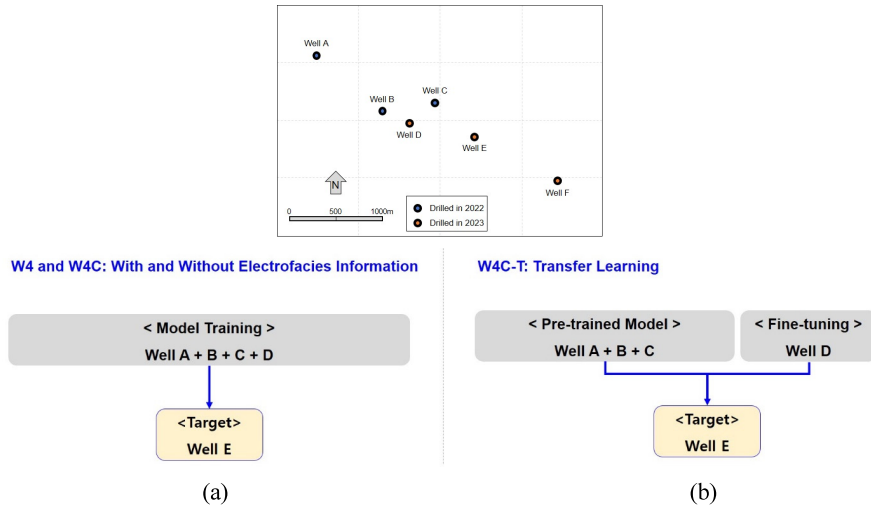 Well A
Well B
Well C
Well D
Well E
Well F
N
0 500 1000m
Drilled in 2022
Drilled in 2023
W4 and W4C: With and Without Electrofacies Information
< Model Training >
Well A + B + C + D
<Target>
Well E
(a)
W4C-T: Transfer Learning
< Pre-trained Model >
Well A + B + C
< Fine-tuning >
Well D
<Target>
Well E
(b)